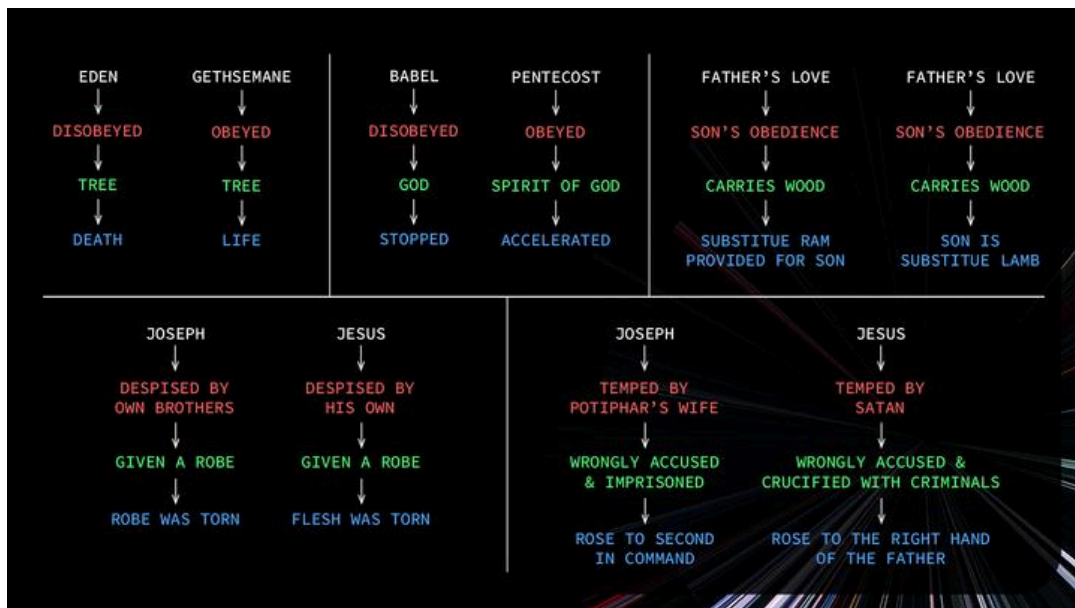 EDEN
DISOBEYED
TREE
DEATH
GETHSEMANE
OBEYED
TREE
LIFE
BABEL
DISOBEYED
GOD
STOPPED
PENTECOST
OBEYED
SPIRIT OF GOD
ACCELERATED
FATHER'S LOVE
SON'S OBEDIENCE
CARRIES WOOD
SUBSTITUE RAM
PROVIDED FOR SON
FATHER'S LOVE
SON'S OBEDIENCE
CARRIES WOOD
SON IS
SUBSTITUE LAMB
JOSEPH
DESPISED BY
OWN BROTHERS
GIVEN A ROBE
ROBE WAS TORN
JESUS
DESPISED BY
HIS OWN
GIVEN A ROBE
FLESH WAS TORN
JOSEPH
TEMPED BY
POTIPHAR'S WIFE
WRONGLY ACCUSED
& IMPRISONED
ROSE TO SECOND
IN COMMAND
JESUS
TEMPED BY
SATAN
WRONGLY ACCUSED &
CRUCIFIED WITH CRIMINALS
ROSE TO THE RIGHT HAND
OF THE FATHER